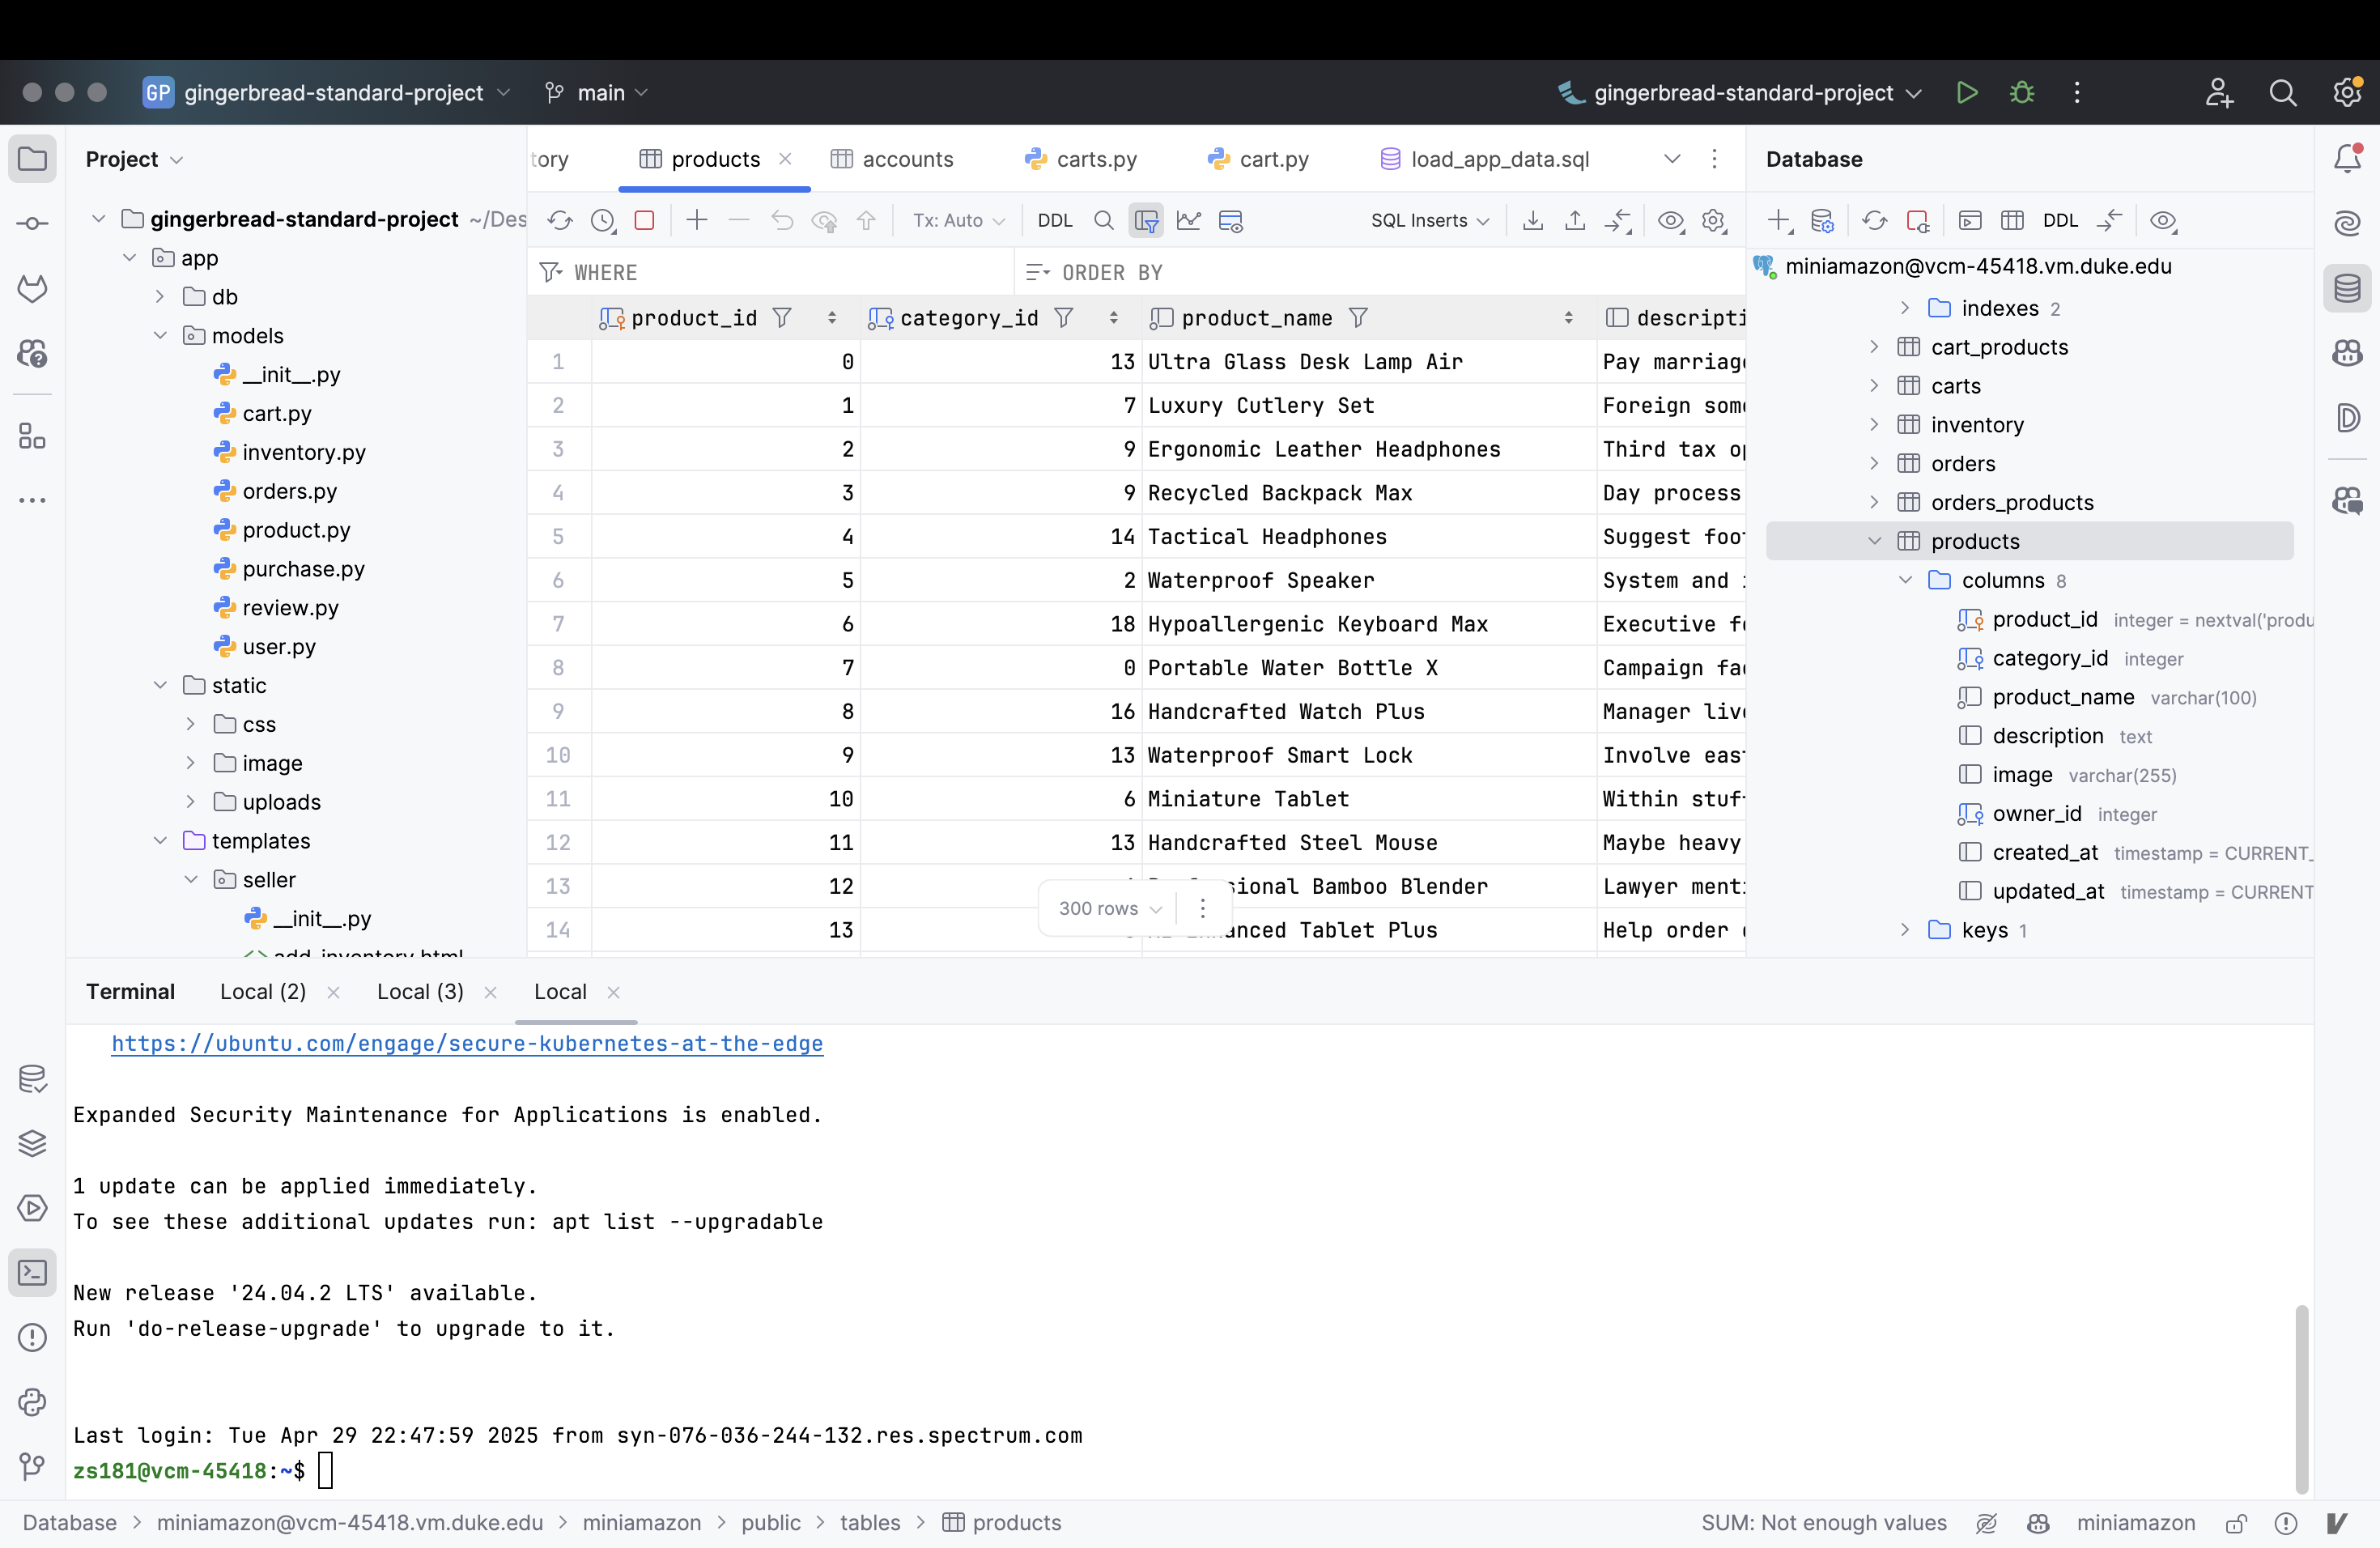 GP gingerbread-standard-project main gingerbread-standard-project
Project
gingerbread-standard-project ~/Des
app
db
models
__init__.py
cart.py
inventory.py
orders.py
product.py
purchase.py
review.py
user.py
static
css
image
uploads
templates
seller
__init__.py
add_inventory.html
tory products accounts carts.py cart.py load_app_data.sql
Tx: Auto DDL SQL Inserts
WHERE ORDER BY
product_id category_id product_name descripti
1 0 13 Ultra Glass Desk Lamp Air Pay marriag
2 1 7 Luxury Cutlery Set Foreign som
3 2 9 Ergonomic Leather Headphones Third tax o
4 3 9 Recycled Backpack Max Day process
5 4 14 Tactical Headphones Suggest foo
6 5 2 Waterproof Speaker System and
7 6 18 Hypoallergenic Keyboard Max Executive f
8 7 0 Portable Water Bottle X Campaign fa
9 8 16 Handcrafted Watch Plus Manager liv
10 9 13 Waterproof Smart Lock Involve eas
11 10 6 Miniature Tablet Within stuf
12 11 13 Handcrafted Steel Mouse Maybe heavy
13 12 sional Bamboo Blender Lawyer ment
14 13 anced Tablet Plus Help order
300 rows
Database
DDL
miniamazon@vcm-45418.vm.duke.edu
indexes 2
cart_products
carts
inventory
orders
orders_products
products
columns 8
product_id integer = nextval('produ
category_id integer
product_name varchar(100)
description text
image varchar(255)
owner_id integer
created_at timestamp = CURRENT_
updated_at timestamp = CURRENT
keys 1
Terminal Local (2) Local (3) Local
https://ubuntu.com/engage/secure-kubernetes-at-the-edge
Expanded Security Maintenance for Applications is enabled.
1 update can be applied immediately.
To see these additional updates run: apt list --upgradable
New release '24.04.2 LTS' available.
Run 'do-release-upgrade' to upgrade to it.
Last login: Tue Apr 29 22:47:59 2025 from syn-076-036-244-132.res.spectrum.com
zs181@vcm-45418:~$
Database > miniamazon@vcm-45418.vm.duke.edu > miniamazon > public > tables > products
SUM: Not enough values miniamazon